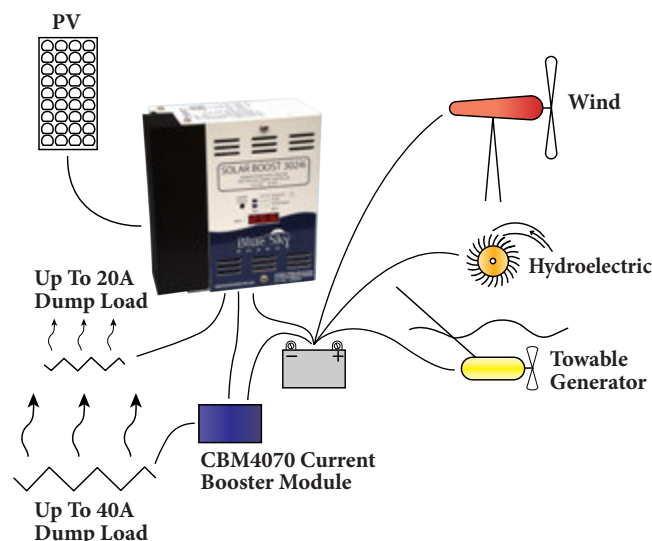 PV
SOLAR BOOST 3024i
Blue Sky
Wind
Hydroelectric
Up To 20A
Dump Load
− +
Towable
Generator
CBM4070 Current
Booster Module
Up To 40A
Dump Load